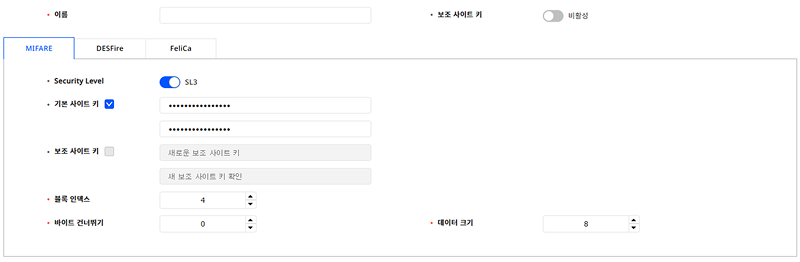 • 이름
• 보조 사이트 키 비활성
MIFARE DESFire FeliCa
• Security Level SL3
• 기본 사이트 키 ••••••••••••••••
••••••••••••••••
• 보조 사이트 키 새로운 보조 사이트 키
새 보조 사이트 키 확인
• 블록 인덱스 4
• 바이트 건너뛰기 0 • 데이터 크기 8